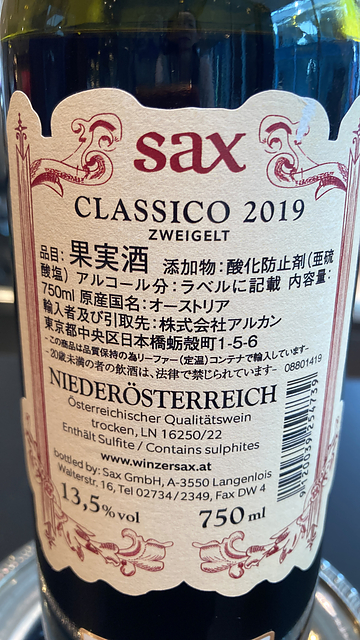 sax
CLASSICO 2019
ZWEIGELT
品目：果実酒 添加物：酸化防止剤(亜硫
酸塩) アルコール分：ラベルに記載 内容量：
750ml 原産国名：オーストリア
輸入者及び引取先：株式会社アルカン
東京都中央区日本橋蛎殻町1-5-6
-この商品は品質保持の為リーファー(定温)コンテナで輸入しています-
-20歳未満の者の飲酒は、法律で禁じられています- 08801419
NIEDERÖSTERREICH
Österreichischer Qualitätswein
trocken, LN 16250/22
Enthält Sulfite / Contains sulphites
www.winzersax.at
bottled by: Sax GmbH, A-3550 Langenlois
Walterstr. 16, Tel 02734/2349, Fax DW 4
13,5% vol 750 ml
9120039254739